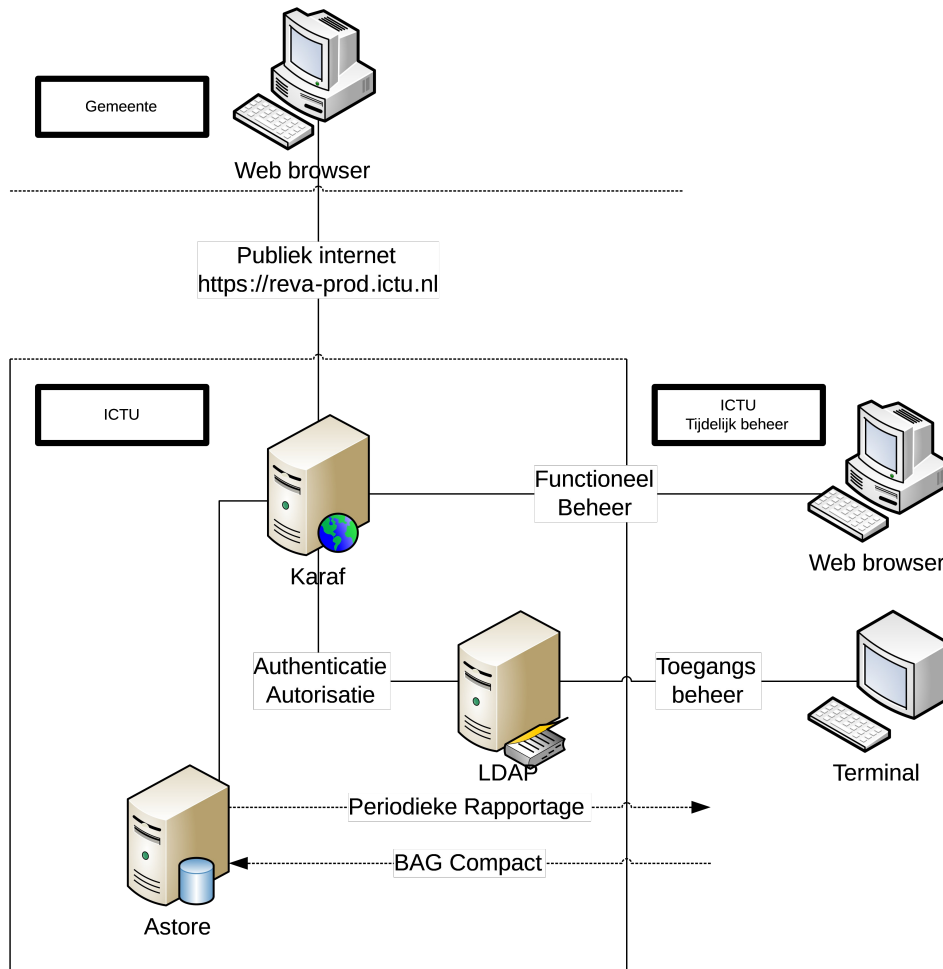 Gemeente
Web browser
Publiek internet
https://reva-prod.ictu.nl
ICTU
ICTU
Tijdelijk beheer
Functioneel
Beheer
Web browser
Karaf
Authenticatie
Autorisatie
Toegangs
beheer
LDAP
Terminal
Periodieke Rapportage
BAG Compact
Astore